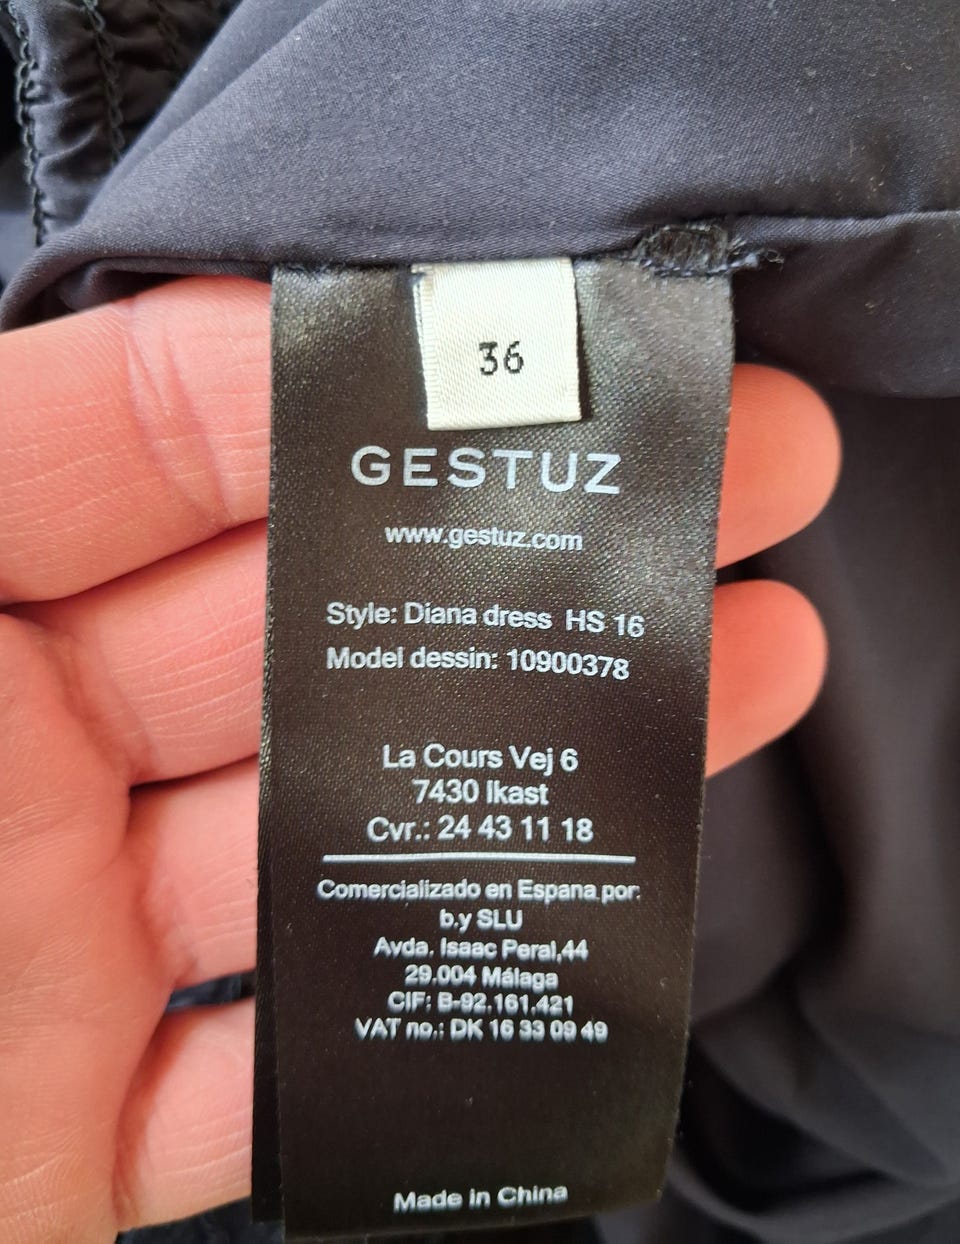 36
GESTUZ
www.gestuz.com
Style: Diana dress HS 16
Model dessin: 10900378
La Cours Vej 6
7430 Ikast
Cvr.: 24 43 11 18
Comercializado en Espana por:
b.y SLU
Avda. Isaac Peral,44
29.004 Málaga
CIF: B-92.161.421
VAT no.: DK 16 33 09 49
Made in China